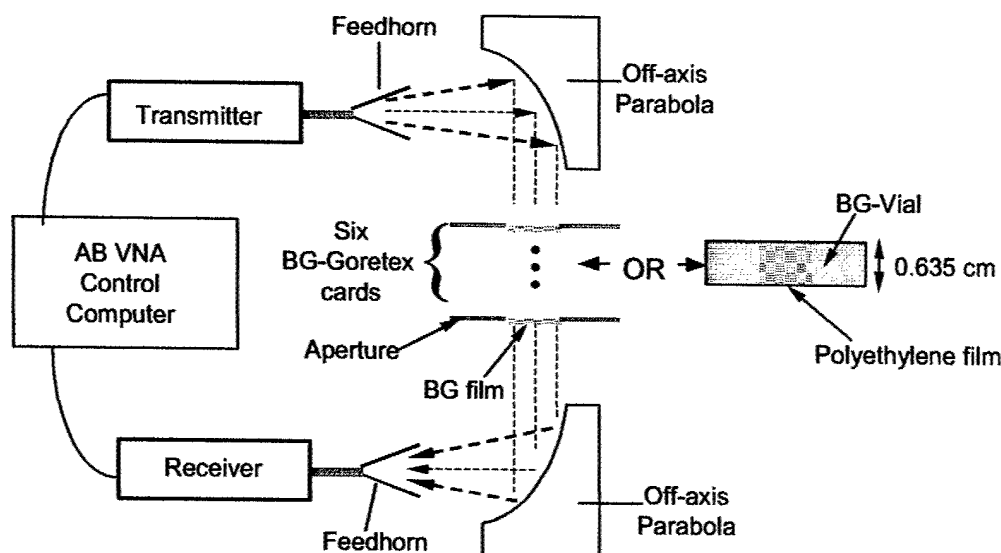 Feedhorn
Off-axis
Parabola
Transmitter
AB VNA
Control
Computer
Six
BG-Goretex
cards
OR
BG-Vial
0.635 cm
Polyethylene film
Aperture
BG film
Receiver
Feedhorn
Off-axis
Parabola